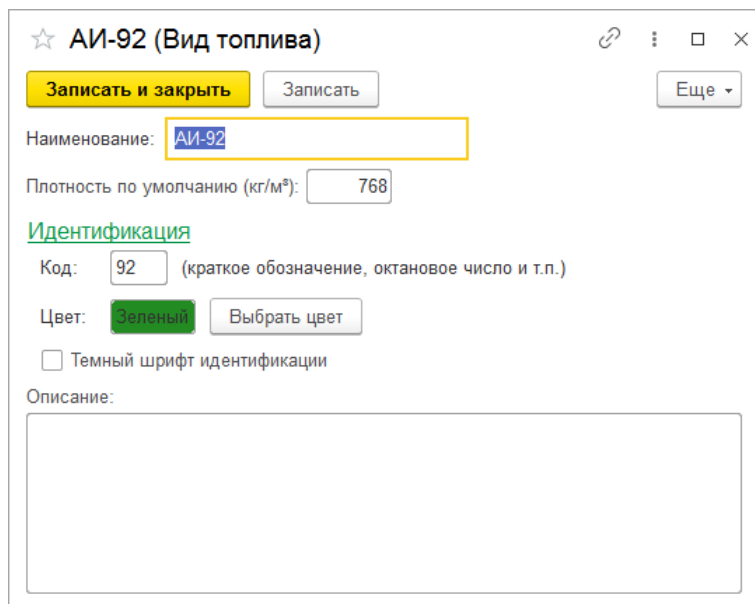 АИ-92 (Вид топлива)
Записать и закрыть Записать Еще
Наименование: АИ-92
Плотность по умолчанию (кг/м³): 768
Идентификация
Код: 92 (краткое обозначение, октановое число и т.п.)
Цвет: Зеленый Выбрать цвет
Темный шрифт идентификации
Описание: